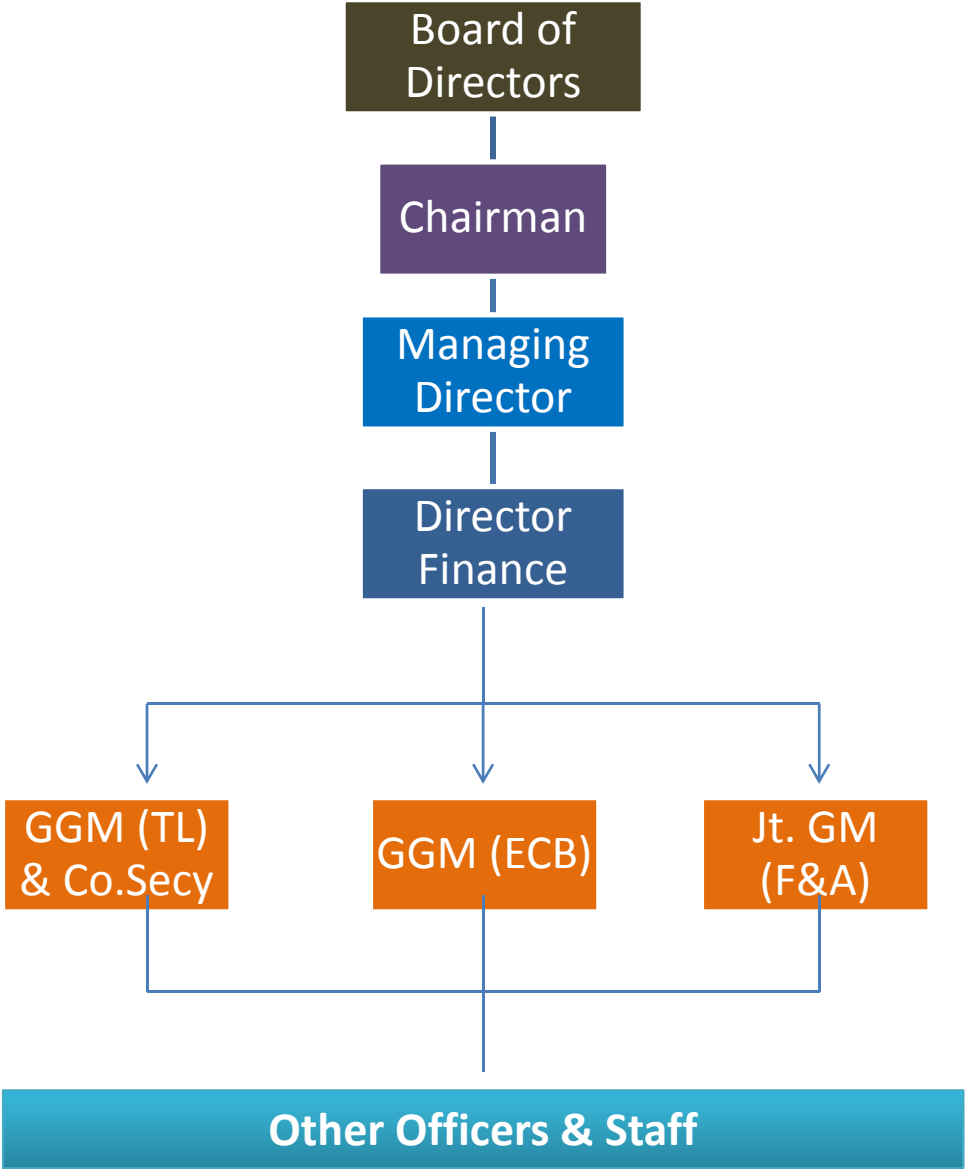 Board of
Directors
Chairman
Managing
Director
Director
Finance
GGM (TL)
& Co.Secy
GGM (ECB)
Jt. GM
(F&A)
Other Officers & Staff